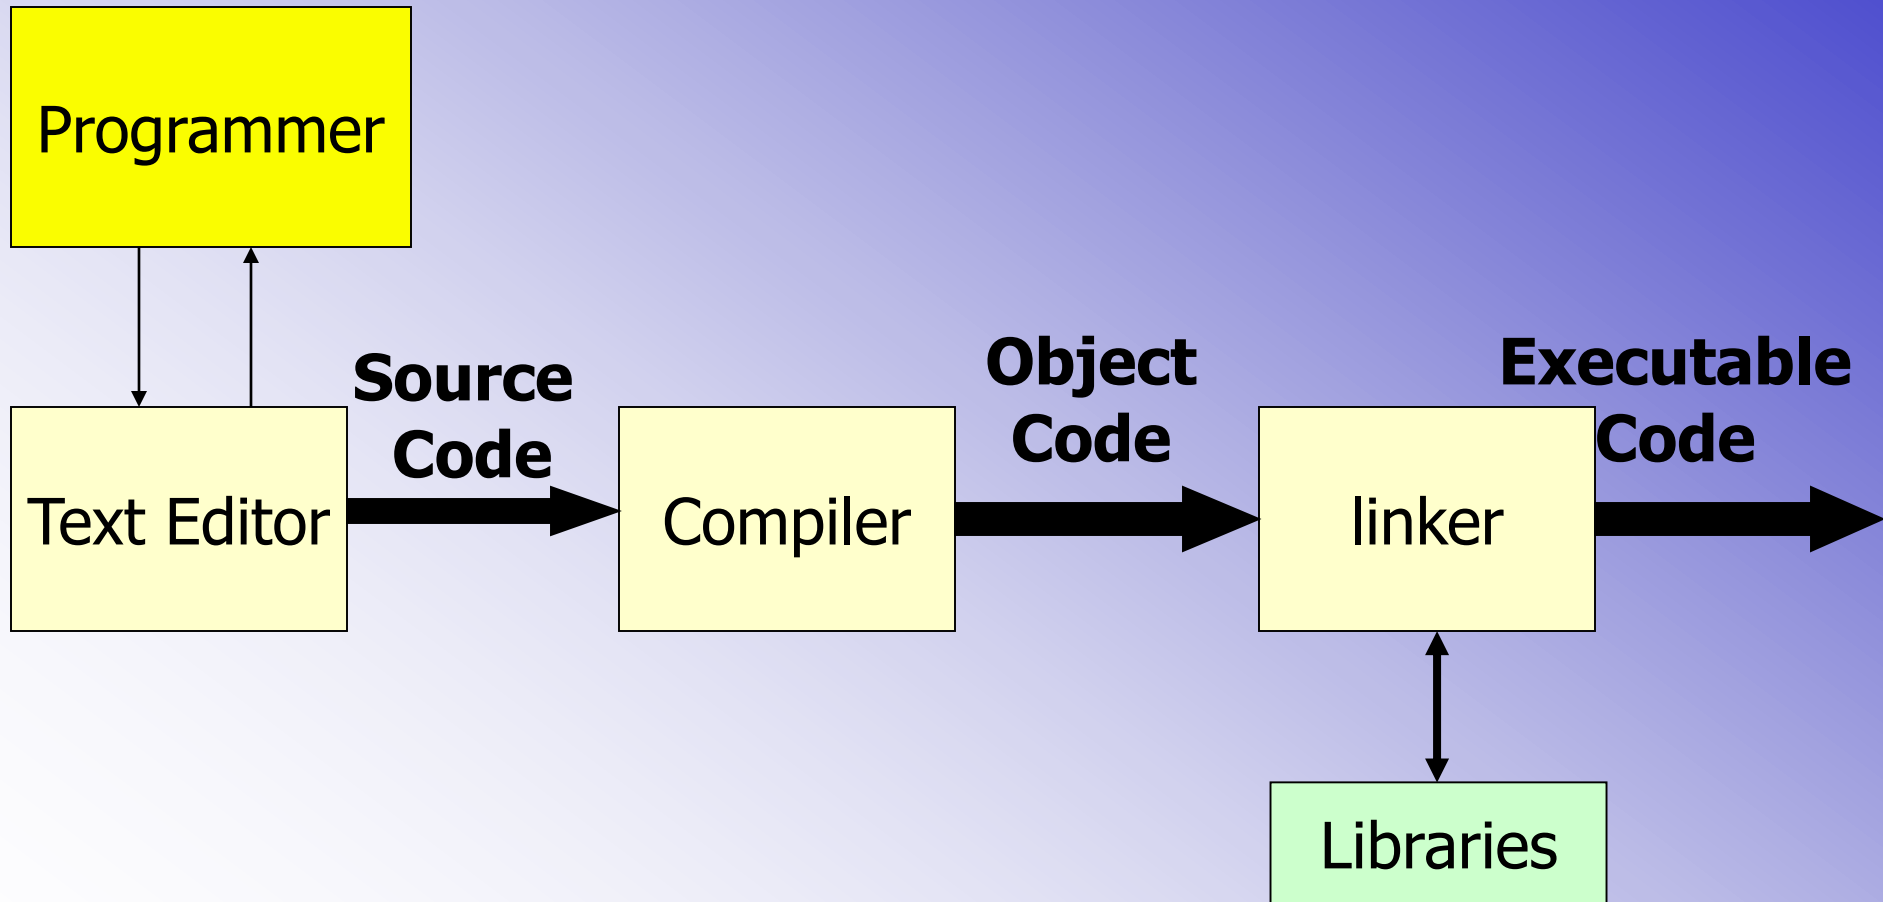 Programmer
Source
Code
Object
Code
Executable
Code
Text Editor
Compiler
linker
Libraries